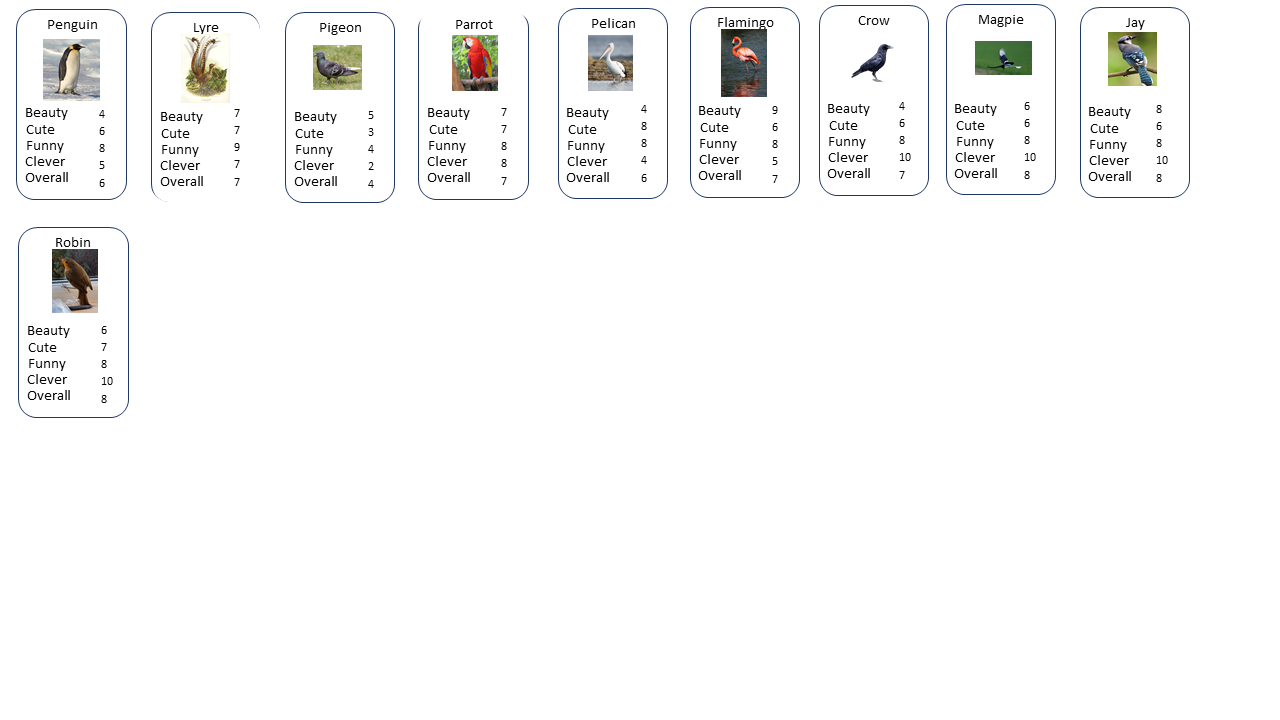 Penguin
Beauty 4
Cute 6
Funny 8
Clever 5
Overall 6
Lyre
Beauty 7
Cute 7
Funny 9
Clever 7
Overall 7
Pigeon
Beauty 5
Cute 3
Funny 4
Clever 2
Overall 4
Parrot
Beauty 7
Cute 7
Funny 8
Clever 8
Overall 7
Pelican
Beauty 4
Cute 8
Funny 8
Clever 4
Overall 6
Flamingo
Beauty 9
Cute 6
Funny 8
Clever 5
Overall 7
Crow
Beauty 4
Cute 6
Funny 8
Clever 10
Overall 7
Magpie
Beauty 6
Cute 6
Funny 8
Clever 10
Overall 8
Jay
Beauty 8
Cute 6
Funny 8
Clever 10
Overall 8
Robin
Beauty 6
Cute 7
Funny 8
Clever 10
Overall 8